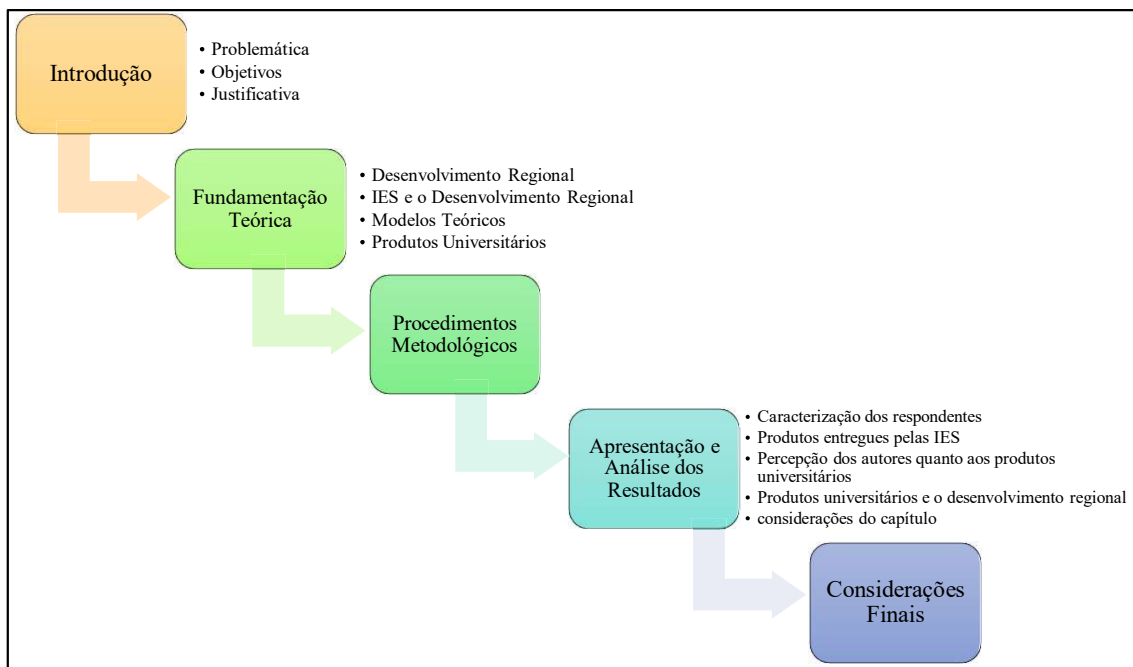 Introdução
• Problemática
• Objetivos
• Justificativa
Fundamentação
Teórica
• Desenvolvimento Regional
• IES e o Desenvolvimento Regional
• Modelos Teóricos
• Produtos Universitários
Procedimentos
Metodológicos
Apresentação e
Análise dos
Resultados
• Caracterização dos respondentes
• Produtos entregues pelas IES
• Percepção dos autores quanto aos produtos
universitários
• Produtos universitários e o desenvolvimento regional
• considerações do capítulo
Considerações
Finais